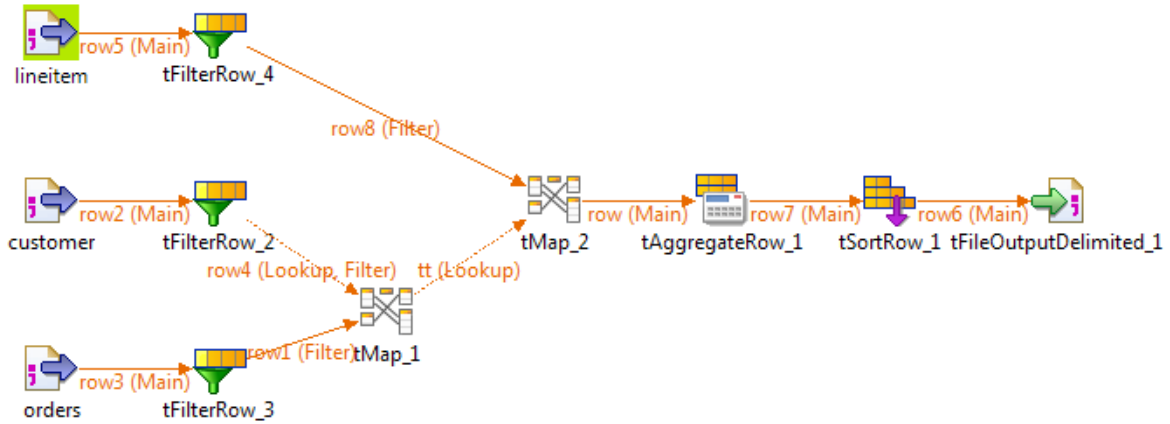 row5 (Main)
lineitem
tFilterRow_4
row8 (Filter)
row2 (Main)
customer
tFilterRow_2
row4 (Lookup, Filter)
tt (Lookup)
tMap_2
row (Main)
tAggregateRow_1
row7 (Main)
tSortRow_1
row6 (Main)
tFileOutputDelimited_1
row1 (Filter)
tMap_1
row3 (Main)
orders
tFilterRow_3